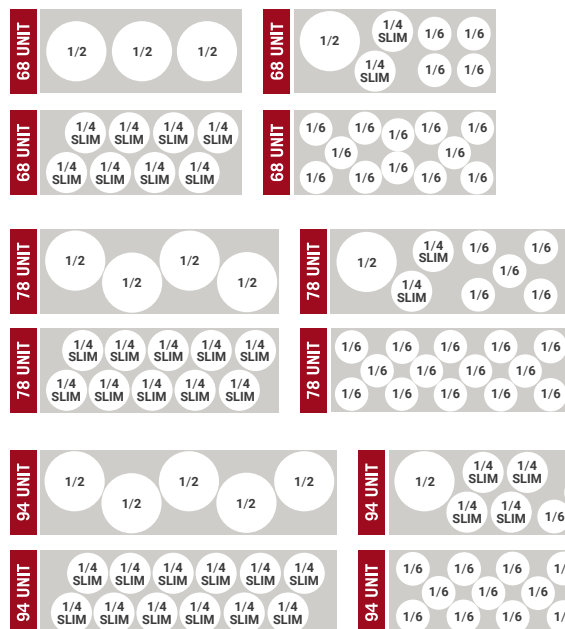 68 UNIT
1/2 1/2 1/2
68 UNIT
1/4
SLIM
1/2 1/6 1/6
1/4
SLIM
1/6 1/6
68 UNIT
1/4 1/4 1/4 1/4
SLIM SLIM SLIM SLIM
1/4 1/4 1/4 1/4
SLIM SLIM SLIM SLIM
68 UNIT
1/6 1/6 1/6 1/6 1/6
1/6 1/6
1/6 1/6 1/6 1/6 1/6
78 UNIT
1/2 1/2
1/2 1/2
78 UNIT
1/4
SLIM
1/6 1/6
1/2 1/6
1/4
SLIM
1/6 1/6
78 UNIT
1/4 1/4 1/4 1/4 1/4
SLIM SLIM SLIM SLIM SLIM
1/4 1/4 1/4 1/4 1/4
SLIM SLIM SLIM SLIM SLIM
78 UNIT
1/6 1/6 1/6 1/6 1/6
1/6 1/6 1/6 1/6
1/6 1/6 1/6 1/6 1/6
94 UNIT
1/2 1/2 1/2
1/2 1/2
94 UNIT
1/4 1/4
SLIM SLIM
1/2
1/4 1/4
SLIM SLIM
1/6
94 UNIT
1/4 1/4 1/4 1/4 1/4 1/4
SLIM SLIM SLIM SLIM SLIM SLIM
1/4 1/4 1/4 1/4 1/4 1/4
SLIM SLIM SLIM SLIM SLIM SLIM
94 UNIT
1/6 1/6 1/6
1/6 1/6 1/6
1/6 1/6 1/6